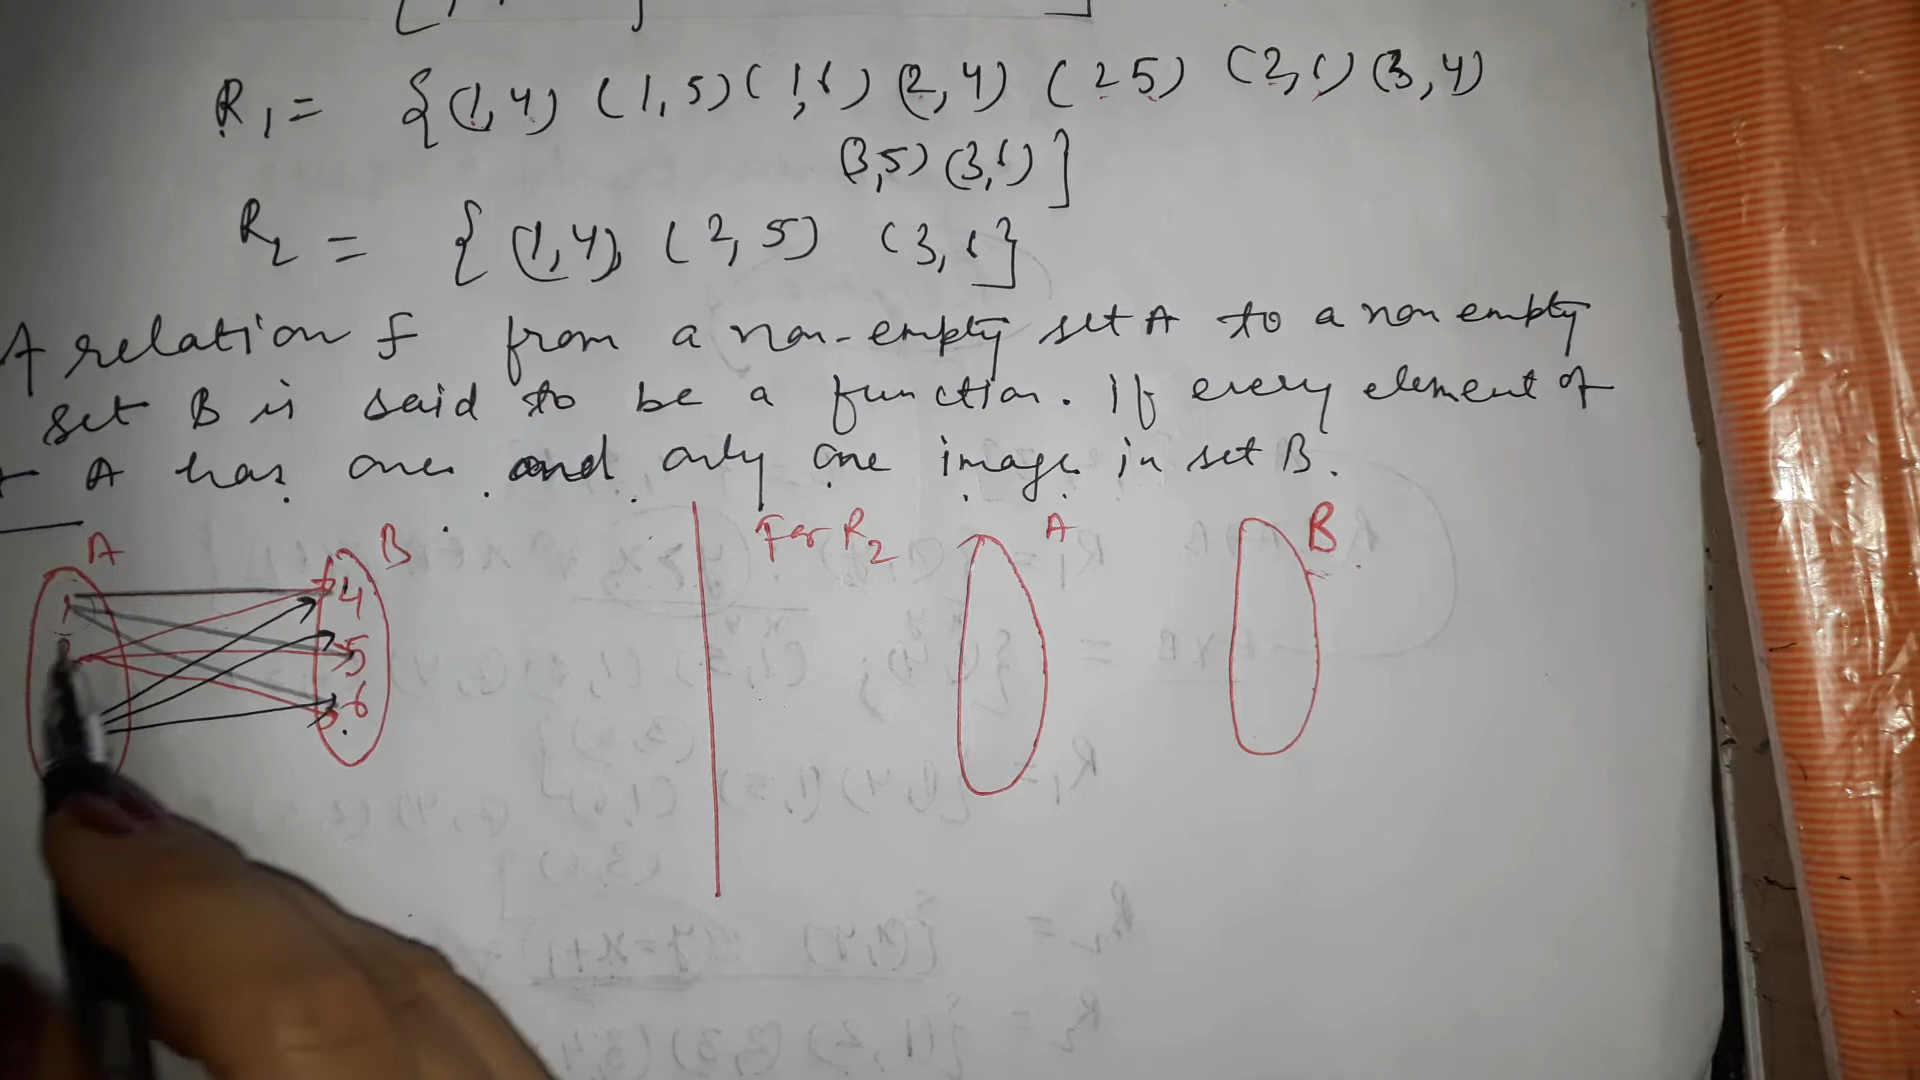 R₁ = {(1,4) (1,5) (1,6) (2,4) (2 5) (2,6) (3,4)
(3,5) (3,6)]
R₂ = {(1,4), (2,5) (3,6]
A relation f from a non-empty set A to a non empty
set B is said to be a function. If every element of
A has one and only one image in set B.
A B For R₂ A B
1 4
5
6